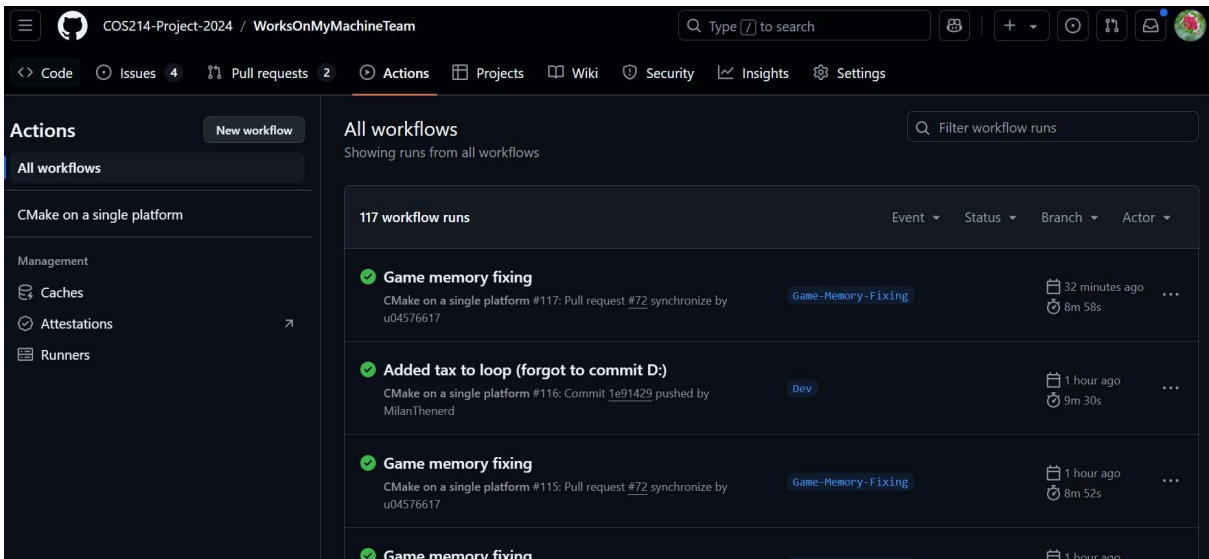 COS214-Project-2024 / WorksOnMyMachineTeam
Type / to search
Code Issues 4 Pull requests 2 Actions Projects Wiki Security Insights Settings
Actions
New workflow
All workflows
CMake on a single platform
Management
Caches
Attestations
Runners
All workflows
Showing runs from all workflows
Filter workflow runs
117 workflow runs
Event Status Branch Actor
Game memory fixing
CMake on a single platform #117: Pull request #72 synchronize by
u04576617
Game-Memory-Fixing
32 minutes ago
8m 58s
Added tax to loop (forgot to commit D:)
CMake on a single platform #116: Commit 1e91429 pushed by
MilanThenerd
Dev
1 hour ago
9m 30s
Game memory fixing
CMake on a single platform #115: Pull request #72 synchronize by
u04576617
Game-Memory-Fixing
1 hour ago
8m 52s
Game memory fixing
1 hour ago